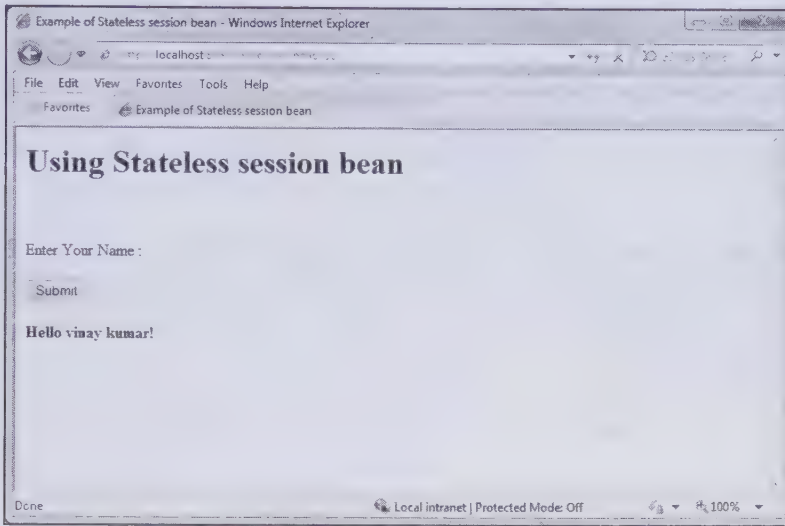 Example of Stateless session bean - Windows Internet Explorer
localhost:
File Edit View Favorites Tools Help
Favorites Example of Stateless session bean
Using Stateless session bean
Enter Your Name :
Submit
Hello vinay kumar!
Done Local intranet | Protected Mode: Off 100%